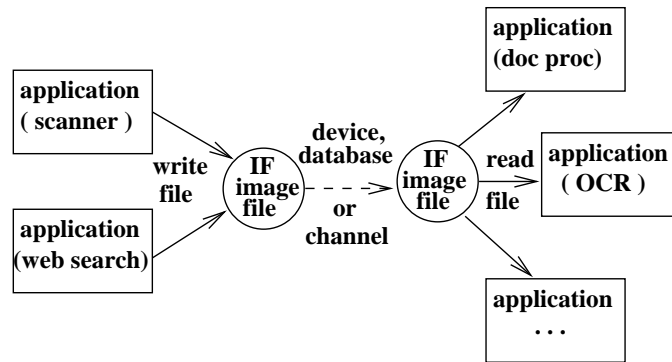 application
( scanner )
application
(web search)
write
file
IF
image
file
device,
database
or
channel
IF
image
file
read
file
application
(doc proc)
application
( OCR )
application
. . .